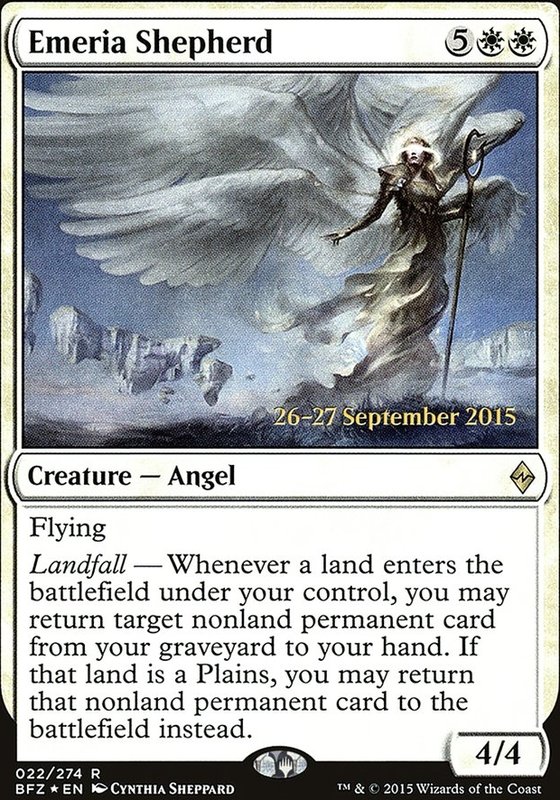 Emeria Shepherd 5
26–27 September 2015
Creature — Angel
Flying
Landfall — Whenever a land enters the
battlefield under your control, you may
return target nonland permanent card
from your graveyard to your hand. If
that land is a Plains, you may return
that nonland permanent card to the
battlefield instead.
4/4
022/274 R
BFZ ★ EN Cynthia Sheppard
™ & © 2015 Wizards of the Coast